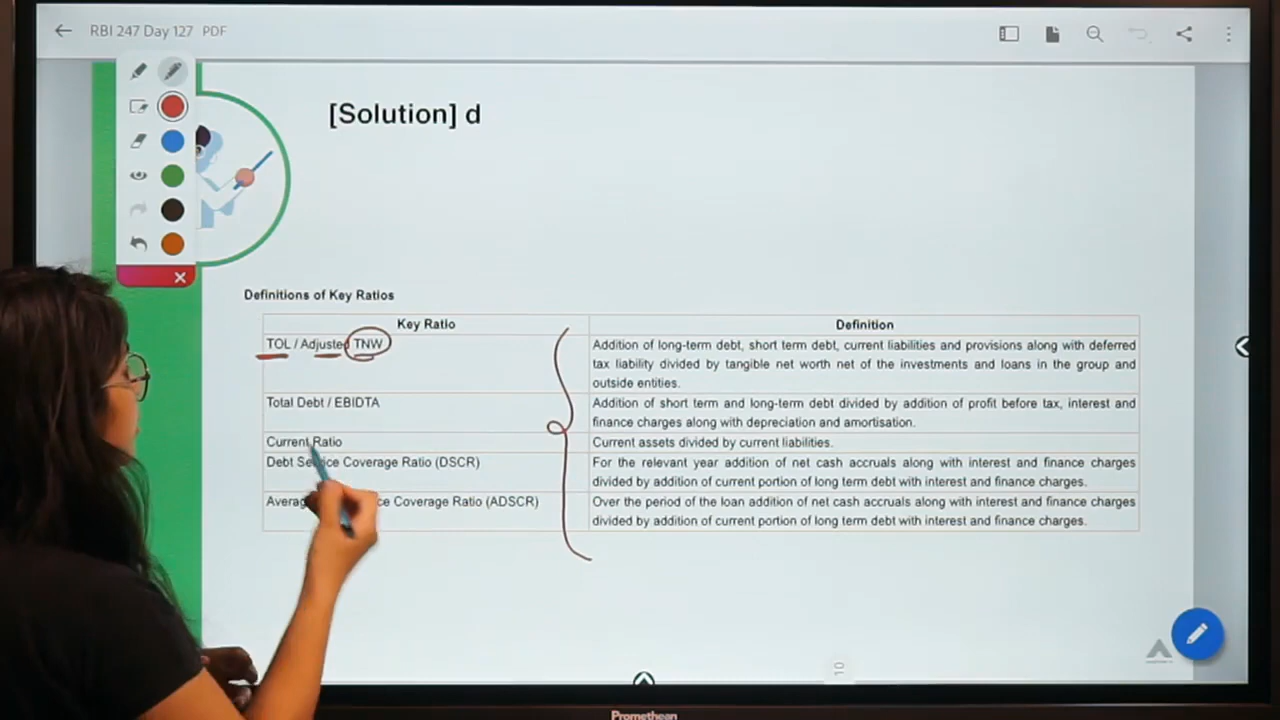 RBI 247 Day 127 PDF
[Solution] d
Definitions of Key Ratios
Key Ratio Definition
TOL / Adjusted TNW
Addition of long-term debt, short term debt, current liabilities and provisions along with deferred
tax liability divided by tangible net worth net of the investments and loans in the group and
outside entities.
Total Debt / EBIDTA
Addition of short term and long-term debt divided by addition of profit before tax, interest and
finance charges along with depreciation and amortisation.
Current Ratio
Current assets divided by current liabilities.
Debt Service Coverage Ratio (DSCR)
For the relevant year addition of net cash accruals along with interest and finance charges
divided by addition of current portion of long term debt with interest and finance charges.
Coverage Ratio (ADSCR)
Over the period of the loan addition of net cash accruals along with interest and finance charges
divided by addition of current portion of long term debt with interest and finance charges.
10
Promethean